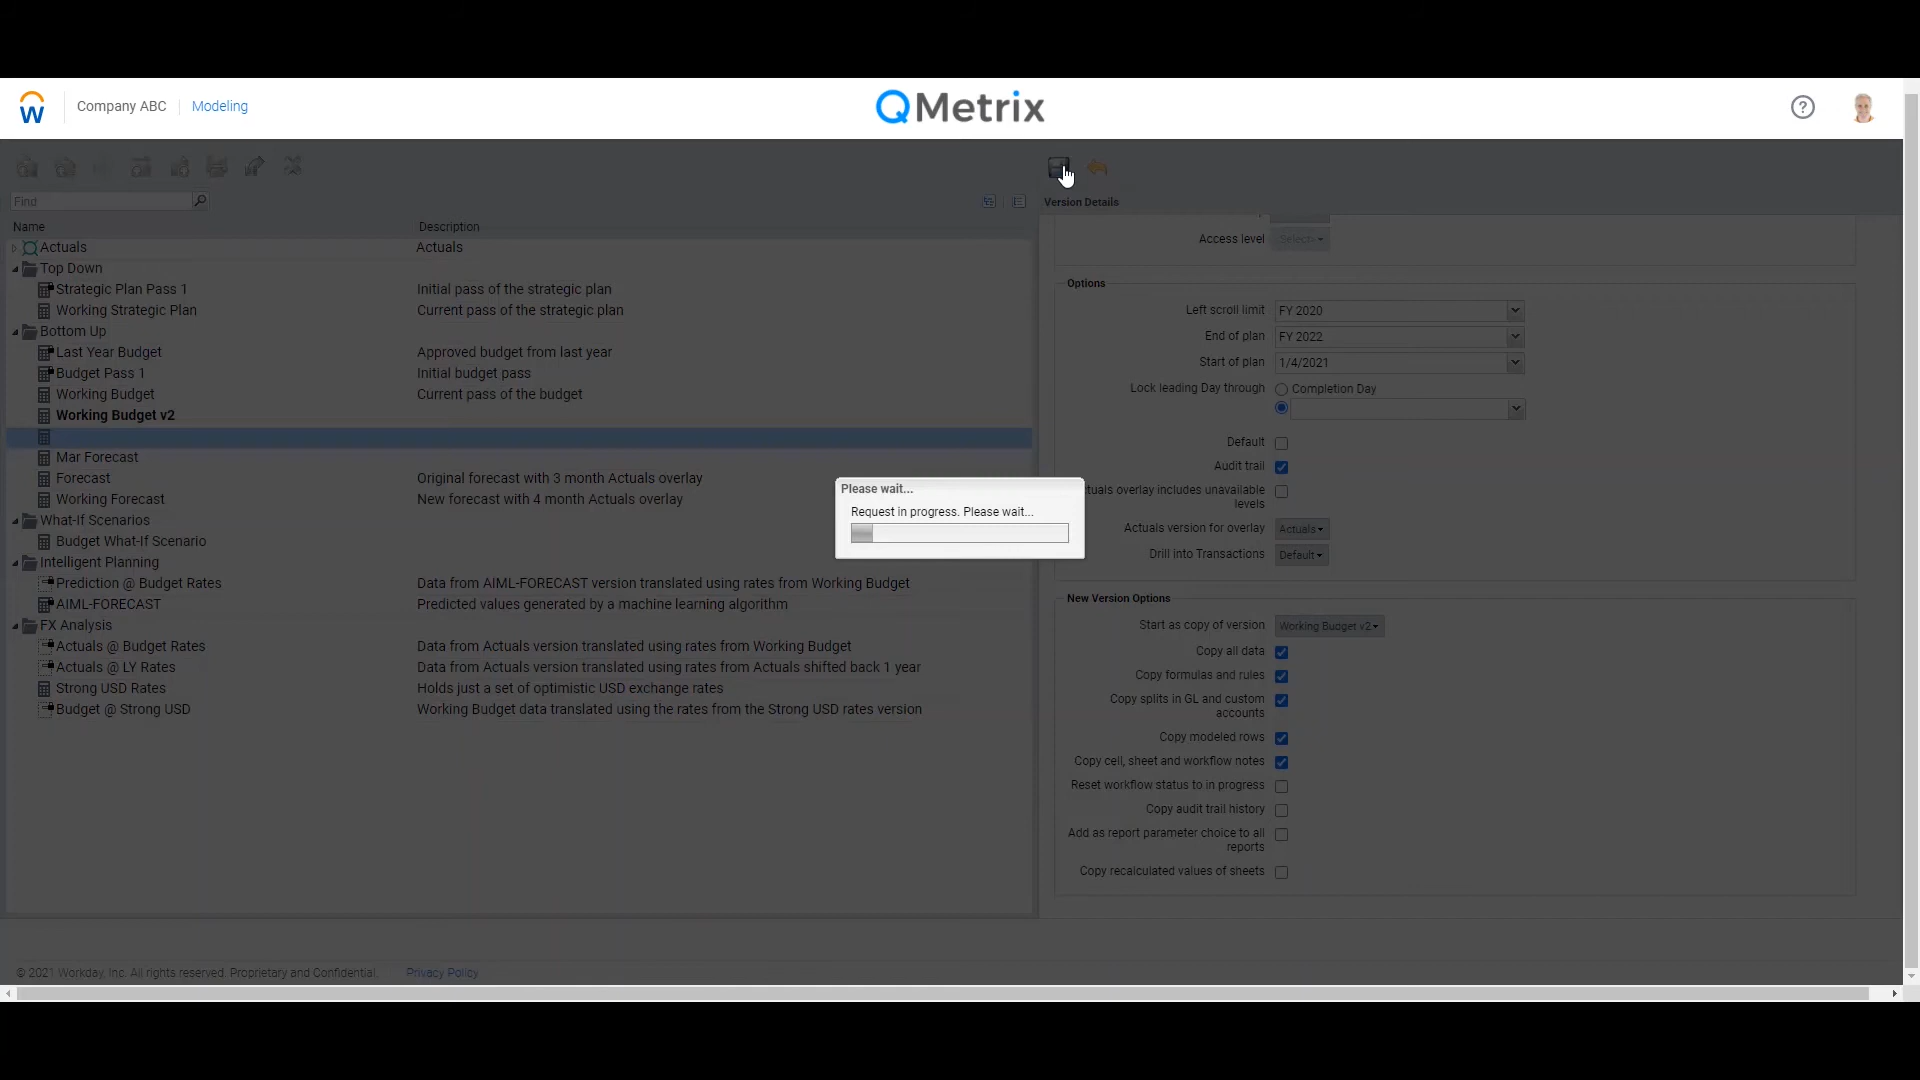 W
Company ABC
Modeling
QMetrix
?
Find
Name
Description
Version Details
Actuals
Actuals
Top Down
Strategic Plan Pass 1
Initial pass of the strategic plan
Working Strategic Plan
Current pass of the strategic plan
Bottom Up
Last Year Budget
Approved budget from last year
Budget Pass 1
Initial budget pass
Working Budget
Current pass of the budget
Working Budget v2
Mar Forecast
Forecast
Original forecast with 3 month Actuals overlay
Working Forecast
New forecast with 4 month Actuals overlay
What-If Scenarios
Budget What-If Scenario
Intelligent Planning
Prediction @ Budget Rates
Data from AIML-FORECAST version translated using rates from Working Budget
AIML-FORECAST
Predicted values generated by a machine learning algorithm
FX Analysis
Actuals @ Budget Rates
Data from Actuals version translated using rates from Working Budget
Actuals @ LY Rates
Data from Actuals version translated using rates from Actuals shifted back 1 year
Strong USD Rates
Holds just a set of optimistic USD exchange rates
Budget @ Strong USD
Working Budget data translated using the rates from the Strong USD rates version
Please wait...
Request in progress. Please wait...
Access level
Select
Options
Left scroll limit
FY 2020
End of plan
FY 2022
Start of plan
1/4/2021
Lock leading Day through
Completion Day
Default
Audit trail
tuals overlay includes unavailable
levels
Actuals version for overlay
Actuals
Drill into Transactions
Default
New Version Options
Start as copy of version
Working Budget v2
Copy all data
Copy formulas and rules
Copy splits in GL and custom
accounts
Copy modeled rows
Copy cell, sheet and workflow notes
Reset workflow status to in progress
Copy audit trail history
Add as report parameter choice to all
reports
Copy recalculated values of sheets
© 2021 Workday, Inc. All rights reserved. Proprietary and Confidential.
Privacy Policy